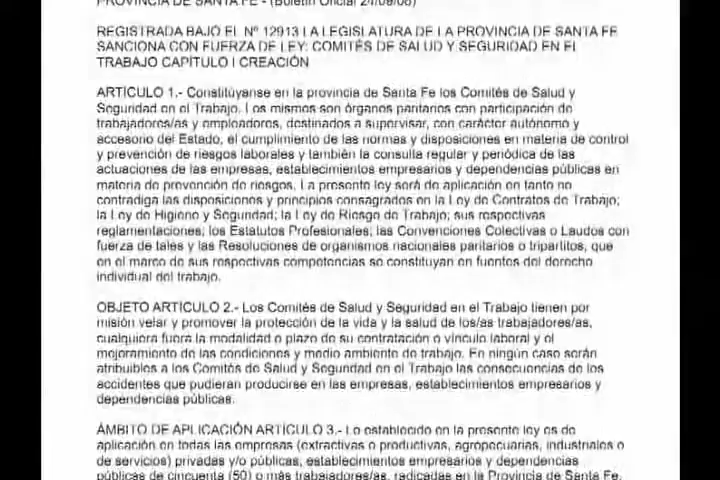 PROVINCIA DE SANTA FE - (Boletín Oficial 24/09/08)
REGISTRADA BAJO EL Nº 12913 LA LEGISLATURA DE LA PROVINCIA DE SANTA FE
SANCIONA CON FUERZA DE LEY: COMITÉS DE SALUD Y SEGURIDAD EN EL
TRABAJO CAPÍTULO I CREACIÓN
ARTÍCULO 1.- Constitúyanse en la provincia de Santa Fe los Comités de Salud y
Seguridad en el Trabajo. Los mismos son órganos paritarios con participación de
trabajadores/as y empleadores, destinados a supervisar, con carácter autónomo y
accesorio del Estado, el cumplimiento de las normas y disposiciones en materia de control
y prevención de riesgos laborales y también la consulta regular y periódica de las
actuaciones de las empresas, establecimientos empresarios y dependencias públicas en
materia de prevención de riesgos. La presente ley será de aplicación en tanto no
contradiga las disposiciones y principios consagrados en la Ley de Contratos de Trabajo;
la Ley de Higiene y Seguridad; la Ley de Riesgo de Trabajo; sus respectivas
reglamentaciones; los Estatutos Profesionales; las Convenciones Colectivas o Laudos con
fuerza de tales y las Resoluciones de organismos nacionales paritarios o tripartitos, que
en el marco de sus respectivas competencias se constituyan en fuentes del derecho
individual del trabajo.
OBJETO ARTÍCULO 2.- Los Comités de Salud y Seguridad en el Trabajo tienen por
misión velar y promover la protección de la vida y la salud de los/as trabajadores/as,
cualquiera fuera la modalidad o plazo de su contratación o vínculo laboral y el
mejoramiento de las condiciones y medio ambiente de trabajo. En ningún caso serán
atribuibles a los Comités de Salud y Seguridad en el Trabajo las consecuencias de los
accidentes que pudieran producirse en las empresas, establecimientos empresarios y
dependencias públicas.
ÁMBITO DE APLICACIÓN ARTÍCULO 3.- Lo establecido en la presente ley es de
aplicación en todas las empresas (extractivas o productivas, agropecuarias, industriales o
de servicios) privadas y/o públicas, establecimientos empresarios y dependencias
públicas de cincuenta (50) o más trabajadores/as, radicadas en la Provincia de Santa Fe.